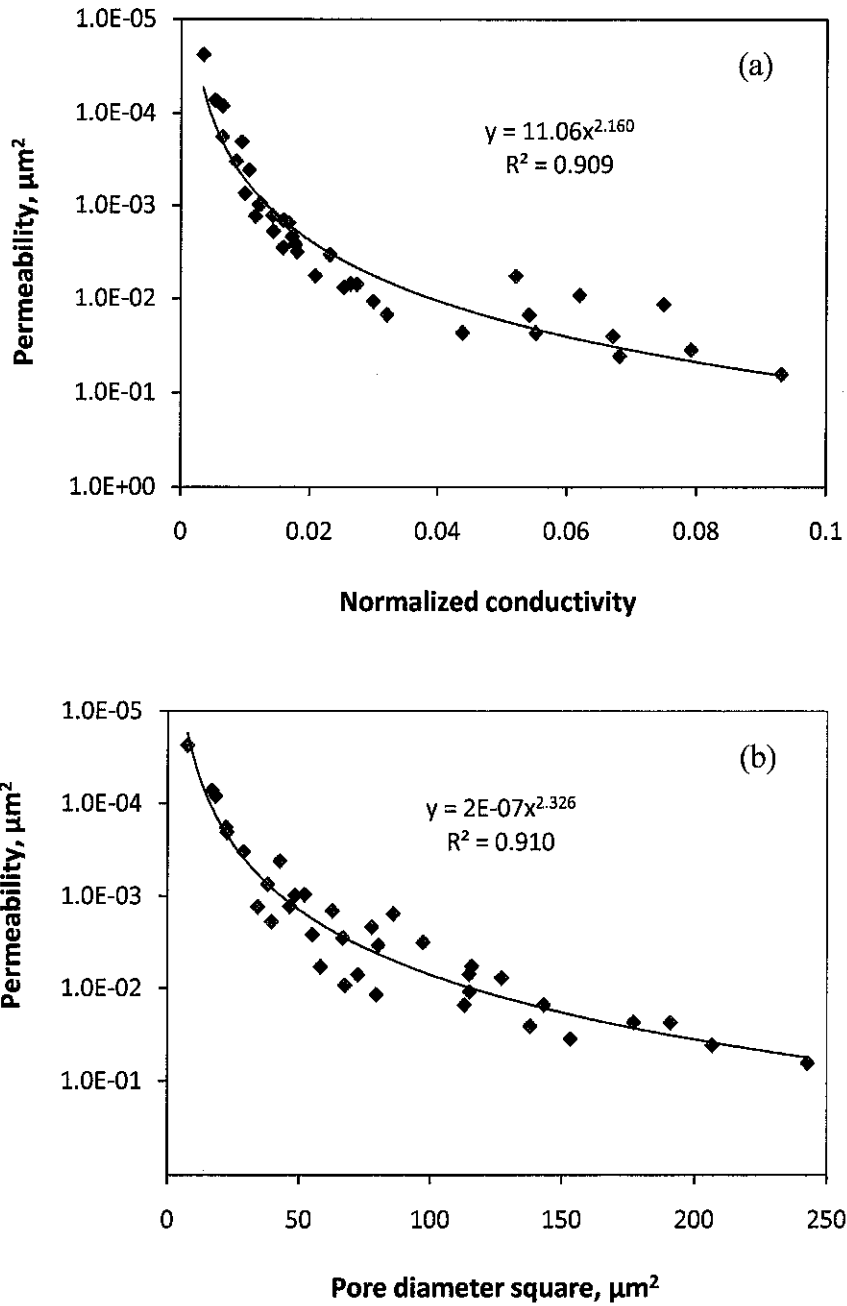 (a)
1.0E-05
1.0E-04
1.0E-03
1.0E-02
1.0E-01
1.0E+00
Permeability, µm²
y = 11.06x^2.160
R² = 0.909
0 0.02 0.04 0.06 0.08 0.1
Normalized conductivity
(b)
1.0E-05
1.0E-04
1.0E-03
1.0E-02
1.0E-01
Permeability, µm²
y = 2E-07x^2.326
R² = 0.910
0 50 100 150 200 250
Pore diameter square, µm²